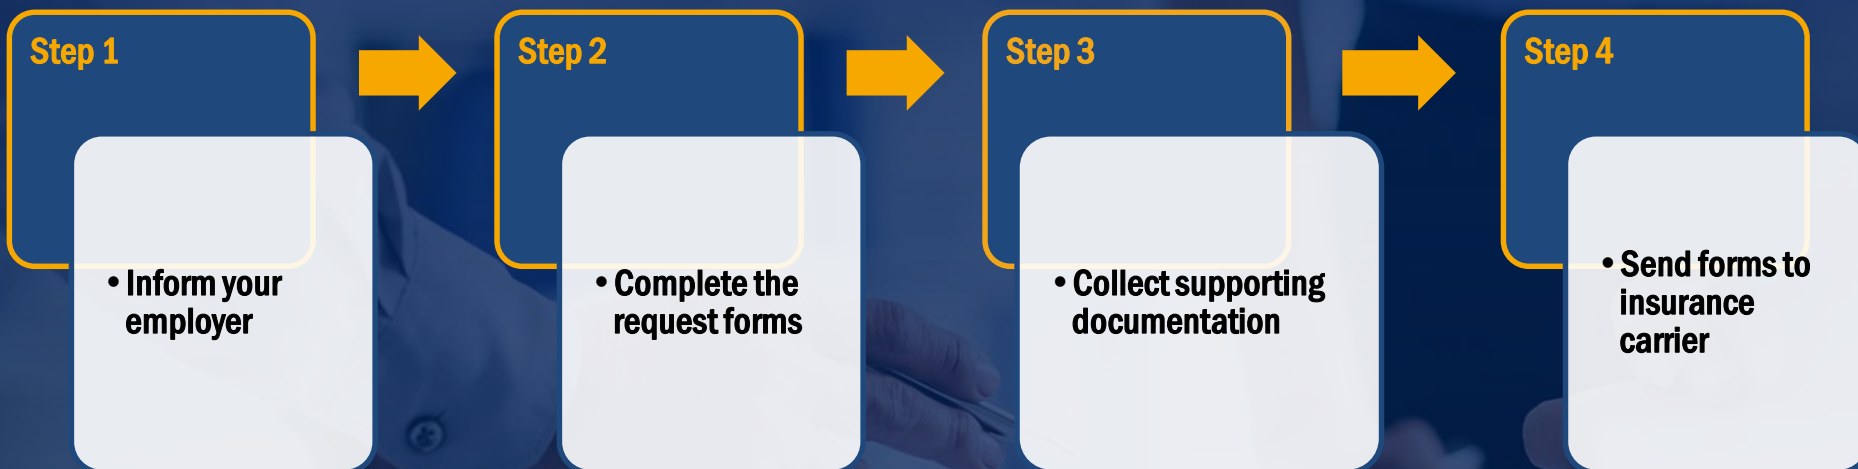 Step 1
• Inform your
employer
Step 2
• Complete the
request forms
Step 3
• Collect supporting
documentation
Step 4
• Send forms to
insurance
carrier